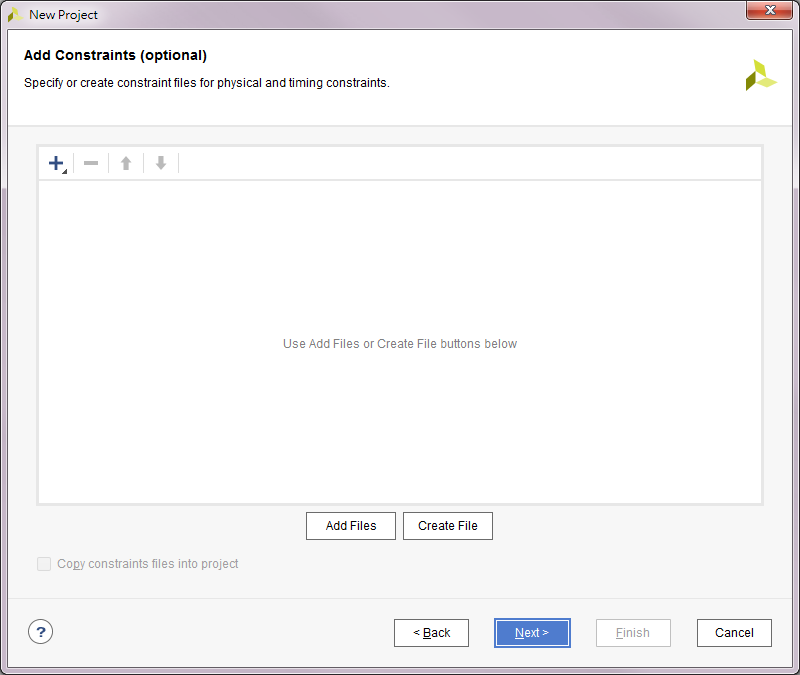 New Project
Add Constraints (optional)
Specify or create constraint files for physical and timing constraints.
Use Add Files or Create File buttons below
Add Files
Create File
Copy constraints files into project
?
< Back
Next >
Finish
Cancel